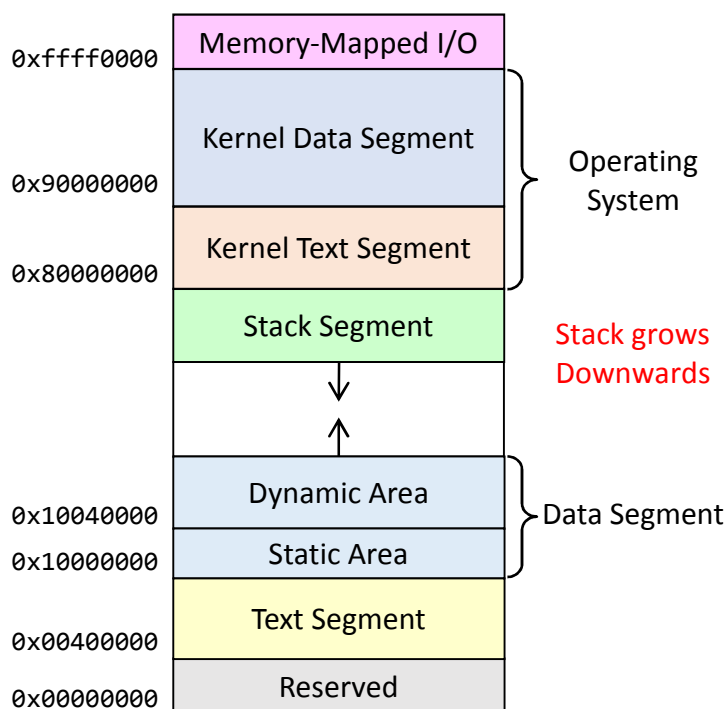 Memory-Mapped I/O
0xffff0000
Kernel Data Segment
0x90000000
Operating
System
Kernel Text Segment
0x80000000
Stack Segment
Stack grows
Downwards
Dynamic Area
0x10040000
Data Segment
Static Area
0x10000000
Text Segment
0x00400000
Reserved
0x00000000